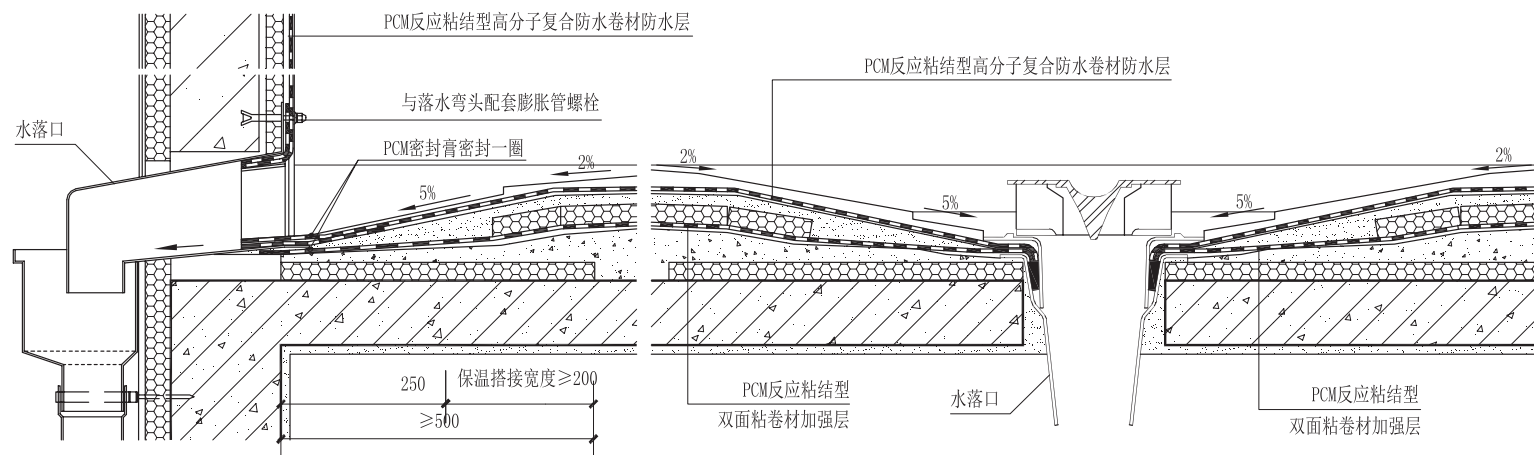 PCM反应粘结型高分子复合防水卷材防水层
PCM反应粘结型高分子复合防水卷材防水层
与落水弯头配套膨胀管螺栓
水落口
PCM密封膏密封一圈
2%
2%
2%
5%
5%
5%
250
保温搭接宽度≥200
≥500
PCM反应粘结型
双面粘卷材加强层
水落口
PCM反应粘结型
双面粘卷材加强层